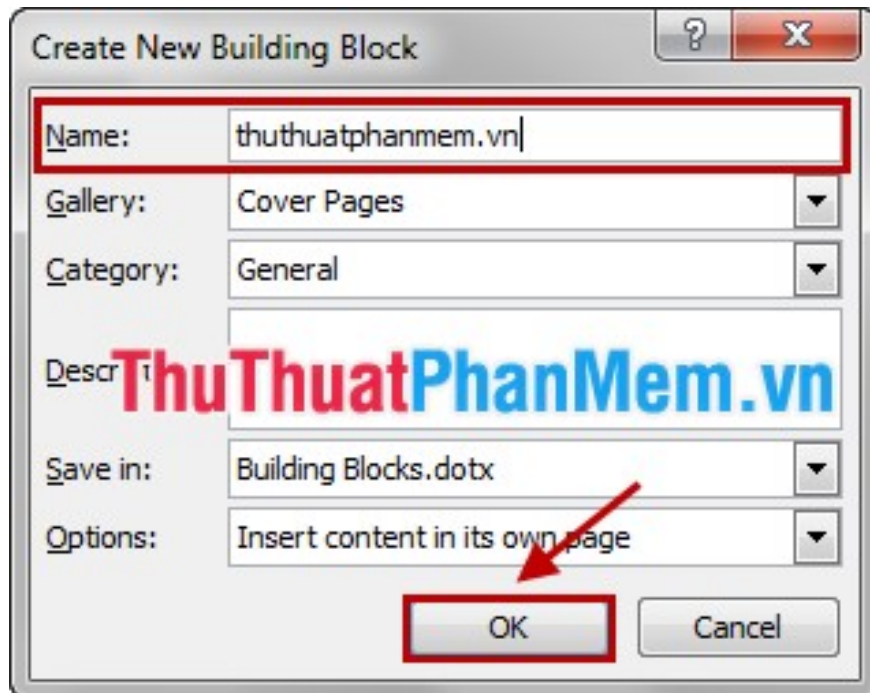 Create New Building Block
Name: thuthuatphanmem.vn
Gallery: Cover Pages
Category: General
ThuThuatPhanMem.vn
Save in: Building Blocks.dotx
Options: Insert content in its own page
OK Cancel